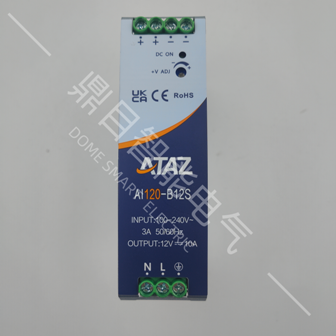 + + - -
DC ON
+V ADJ
UK CA CE RoHS
ATAZ
AI120-B12S
INPUT:100-240V~
3A 50/60Hz
OUTPUT:12V⎓10A
N L ⏚
鼎日智能电气
DOME SMART ELECTRIC